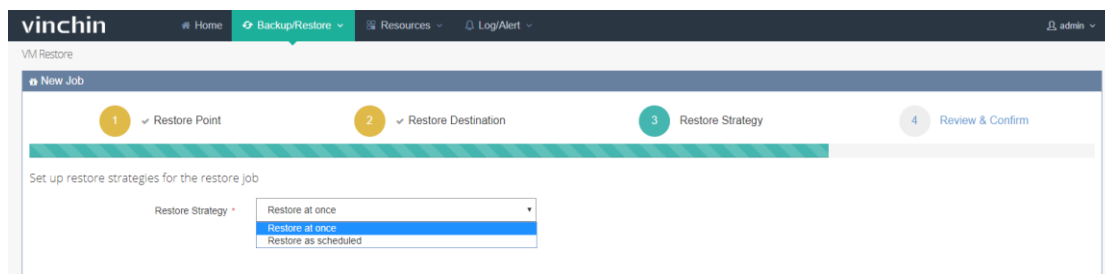 vinchin Home Backup/Restore Resources Log/Alert admin
VM Restore
New Job
1 Restore Point 2 Restore Destination 3 Restore Strategy 4 Review & Confirm
Set up restore strategies for the restore job
Restore Strategy * Restore at once
Restore at once
Restore as scheduled